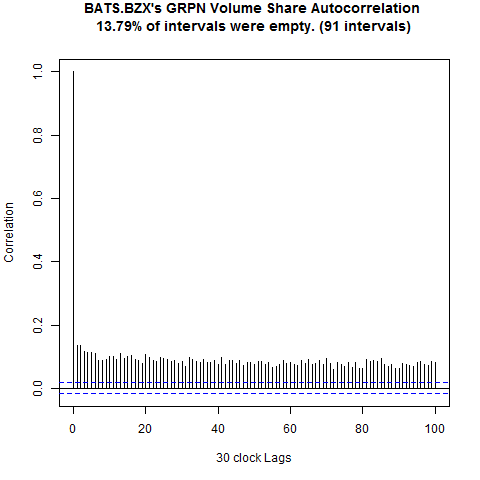 BATS.BZX's GRPN Volume Share Autocorrelation
13.79% of intervals were empty. (91 intervals)
1.0
0.8
0.6
0.4
0.2
0.0
Correlation
0 20 40 60 80 100
30 clock Lags